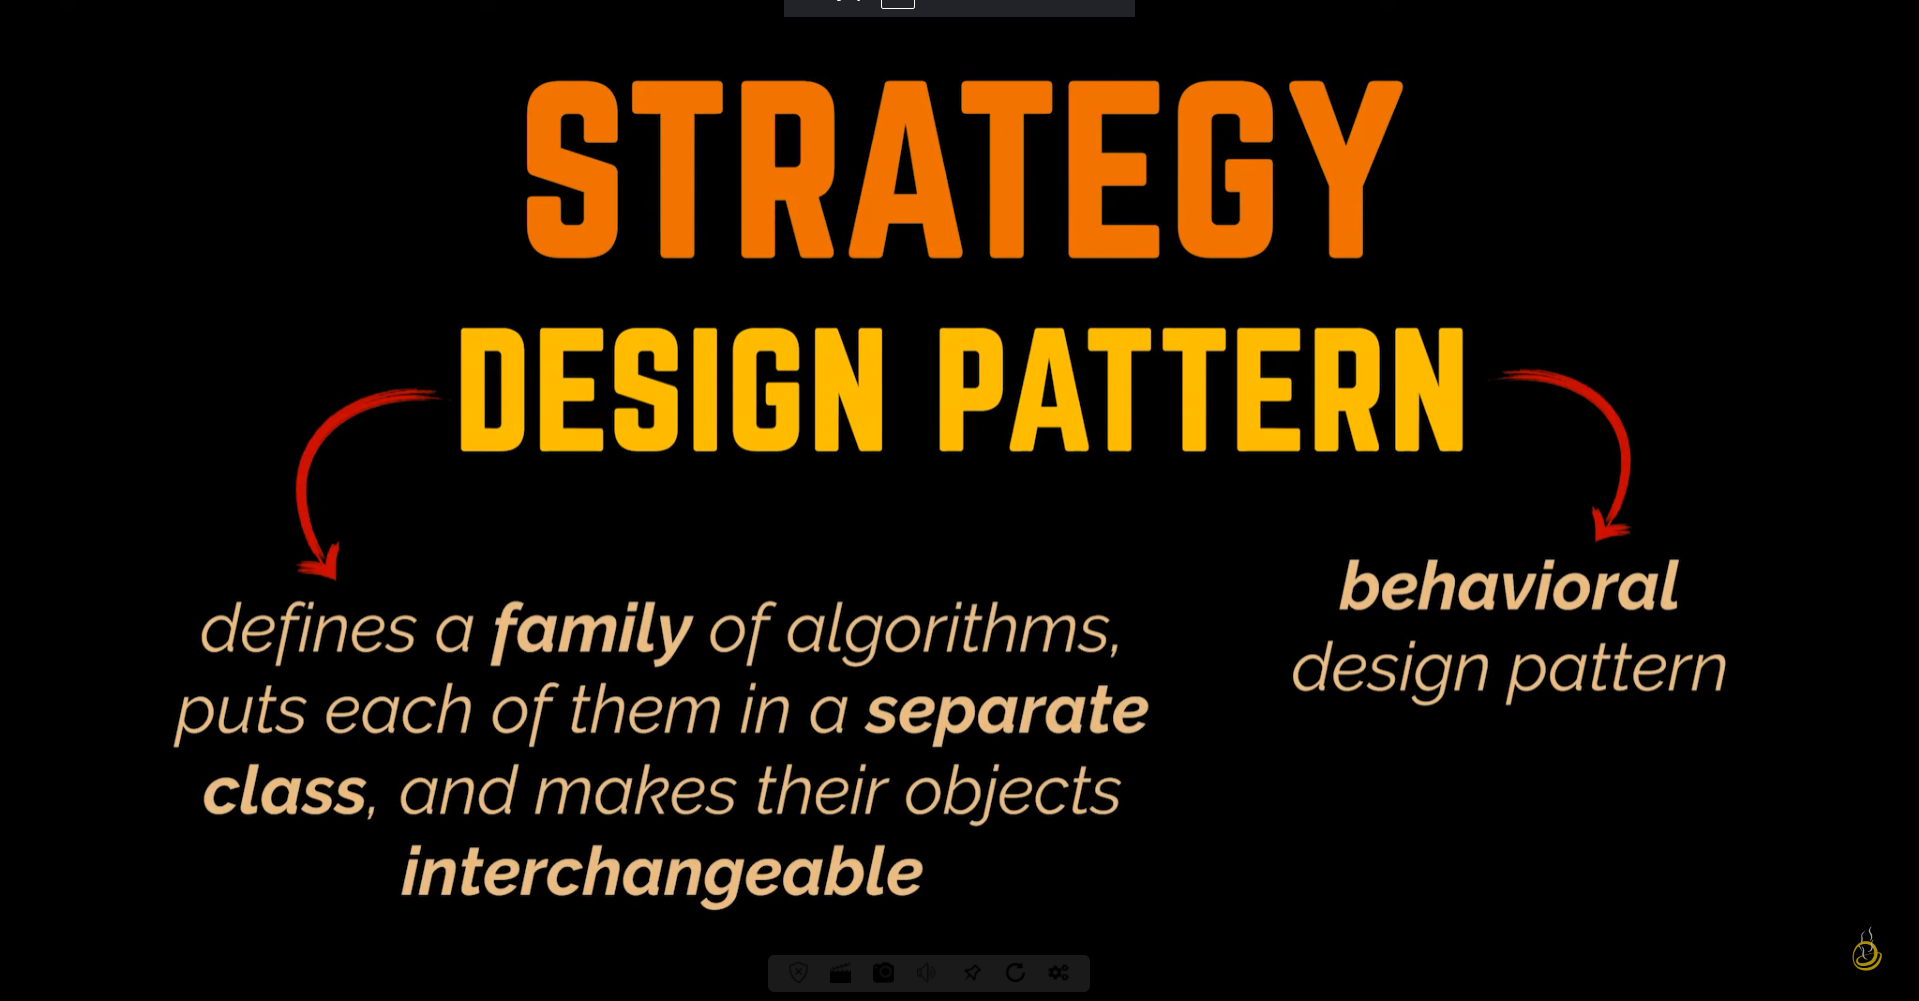 STRATEGY
DESIGN PATTERN
defines a family of algorithms,
puts each of them in a separate
class, and makes their objects
interchangeable
behavioral
design pattern